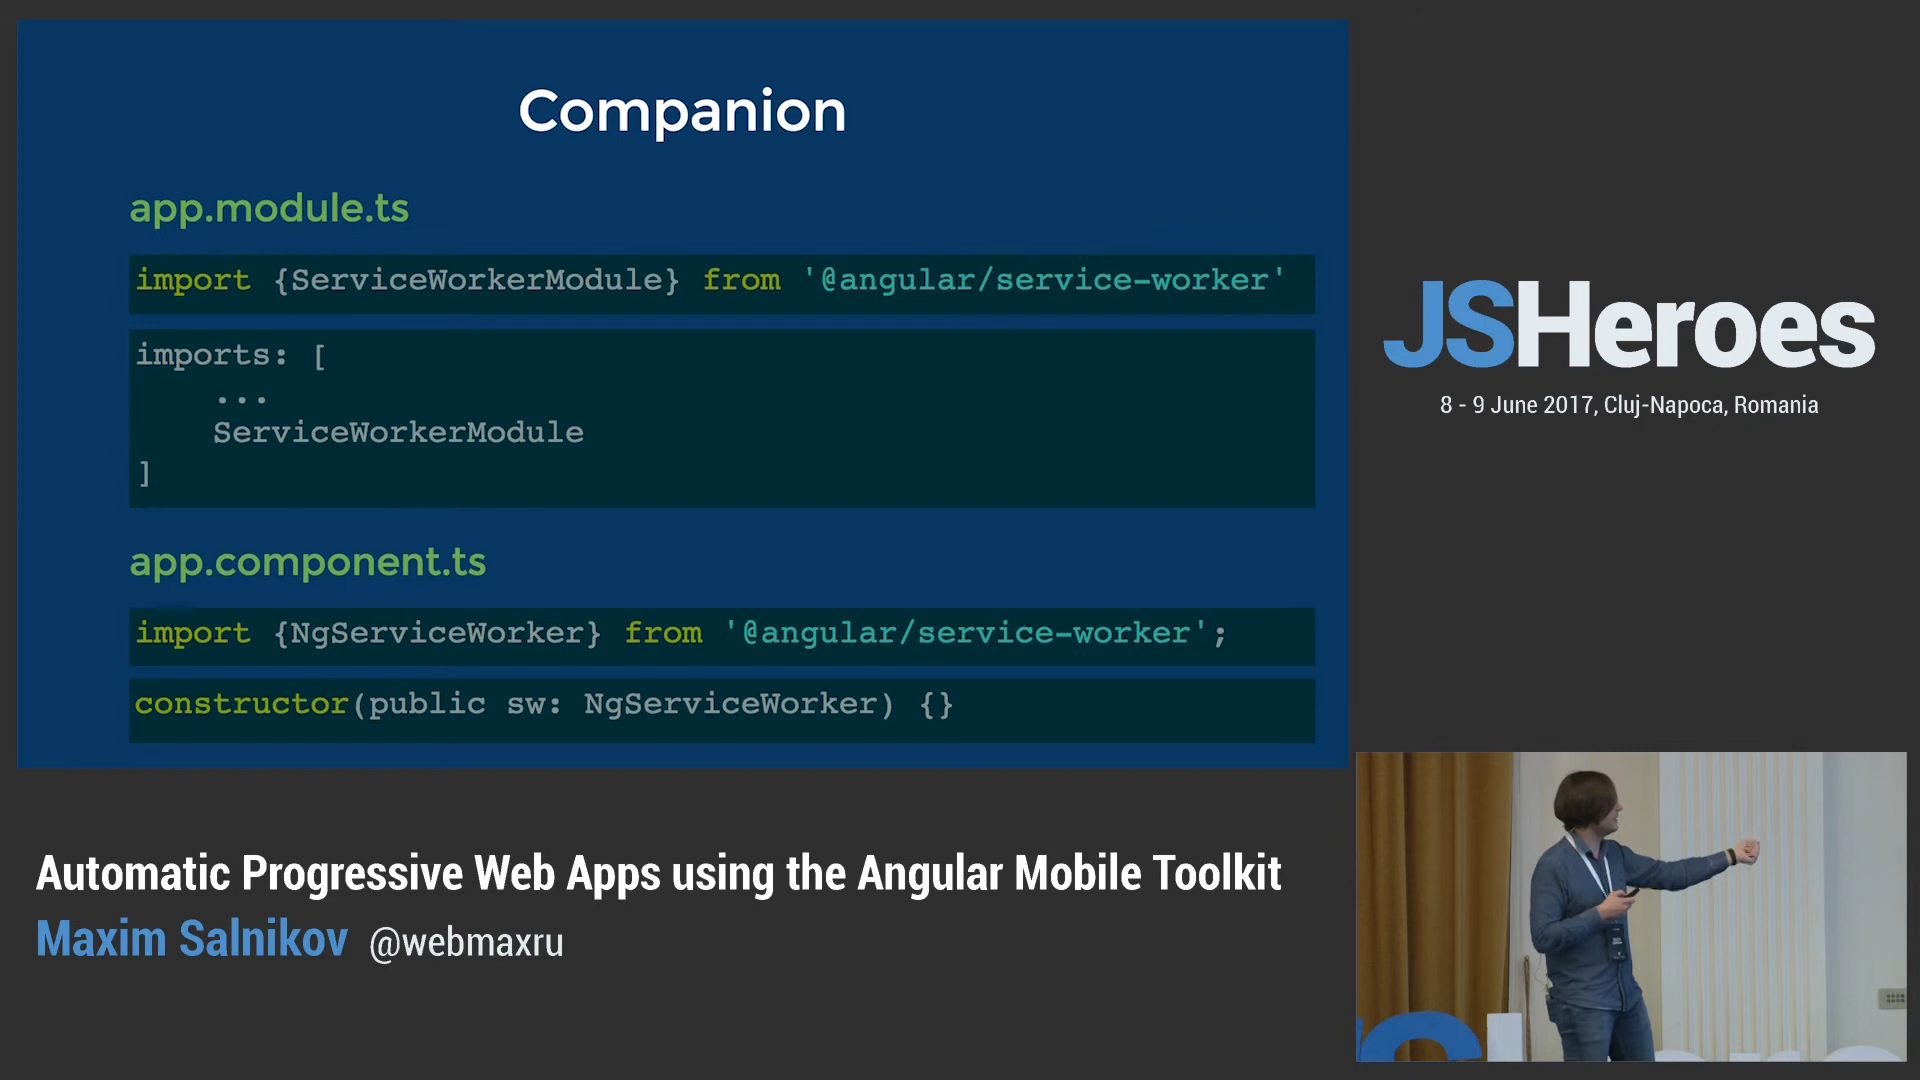 Companion
app.module.ts
import {ServiceWorkerModule} from '@angular/service-worker'
imports: [
...
ServiceWorkerModule
]
app.component.ts
import {NgServiceWorker} from '@angular/service-worker';
constructor(public sw: NgServiceWorker) {}
JSHeroes
8 - 9 June 2017, Cluj-Napoca, Romania
Automatic Progressive Web Apps using the Angular Mobile Toolkit
Maxim Salnikov @webmaxru